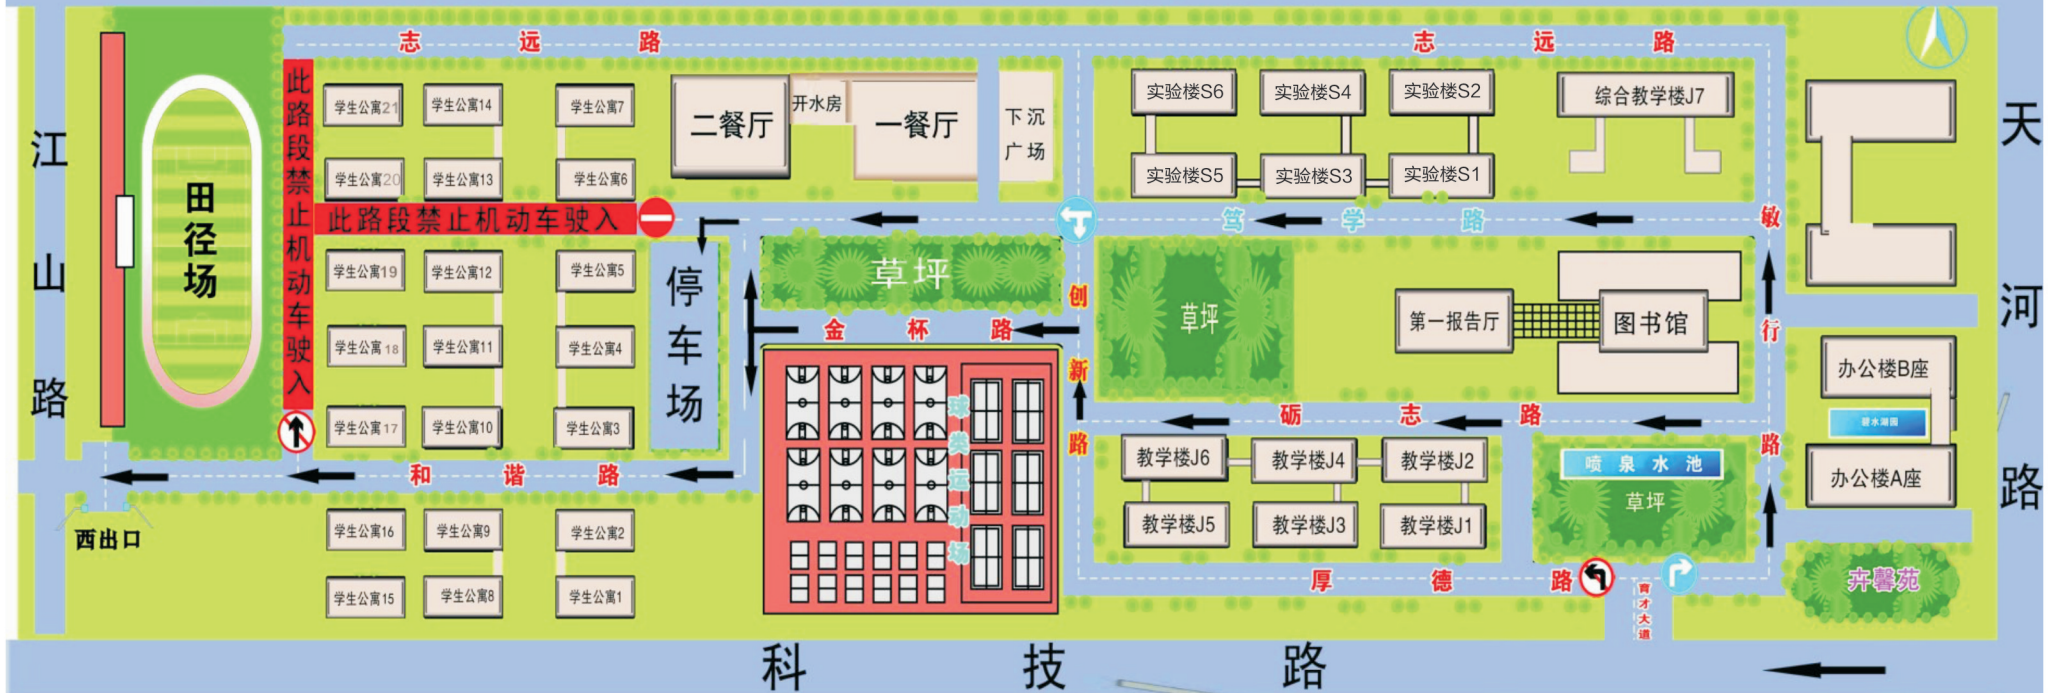 志远路
志远路
江山路
田径场
此路段禁止机动车驶入
学生公寓21
学生公寓14
学生公寓7
学生公寓20
学生公寓13
学生公寓6
二餐厅
开水房
一餐厅
下沉
广场
实验楼S6
实验楼S4
实验楼S2
综合教学楼J7
实验楼S5
实验楼S3
实验楼S1
天河路
此路段禁止机动车驶入
笃学路
敏行路
学生公寓19
学生公寓12
学生公寓5
学生公寓18
学生公寓11
学生公寓4
学生公寓17
学生公寓10
学生公寓3
停车场
草坪
金杯路
创新路
草坪
第一报告厅
图书馆
办公楼B座
碧水湖园
办公楼A座
球类运动场
砺志路
教学楼J6
教学楼J4
教学楼J2
教学楼J5
教学楼J3
教学楼J1
喷泉水池
草坪
和谐路
西出口
学生公寓16
学生公寓9
学生公寓2
学生公寓15
学生公寓8
学生公寓1
厚德路
育才大道
卉馨苑
科技路